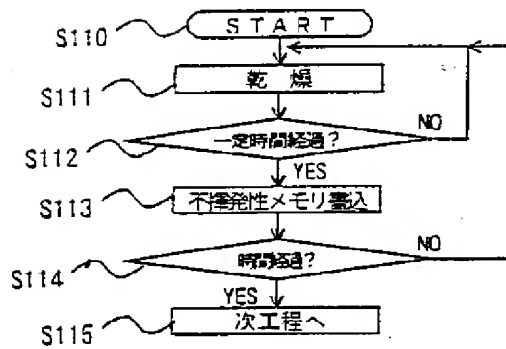 S110 START
S111 乾燥
S112 一定時間経過? NO
YES
S113 不揮発性メモリ書込
S114 時間経過? NO
YES
S115 次工程へ